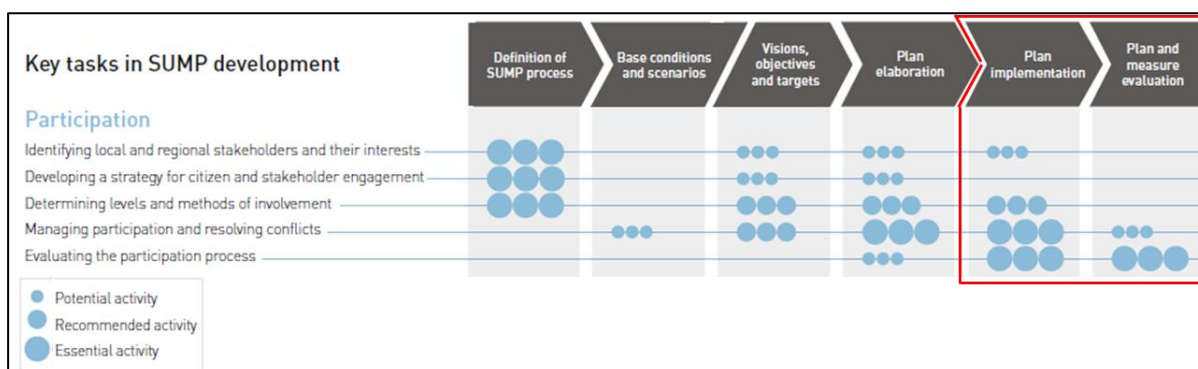 Key tasks in SUMP development
Definition of
SUMP process
Base conditions
and scenarios
Visions,
objectives
and targets
Plan
elaboration
Plan
implementation
Plan and
measure
evaluation
Participation
Identifying local and regional stakeholders and their interests
Developing a strategy for citizen and stakeholder engagement
Determining levels and methods of involvement
Managing participation and resolving conflicts
Evaluating the participation process
Potential activity
Recommended activity
Essential activity